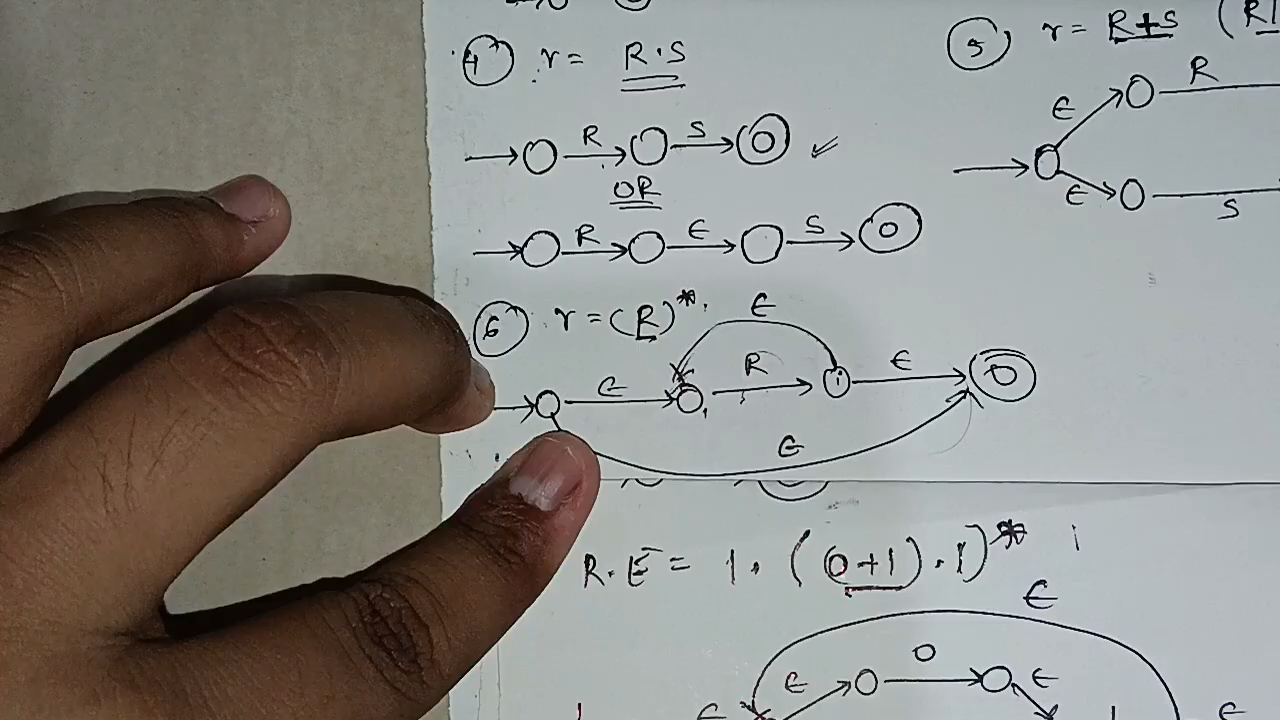 4 r = R·S
R S
OR
R ϵ S
5 r = R+S (R|
ϵ R
ϵ S
6 r = (R)*.
ϵ
ϵ R ϵ
ϵ
R.E = 1. ((0+1).1)*
ϵ
ϵ 0 ϵ